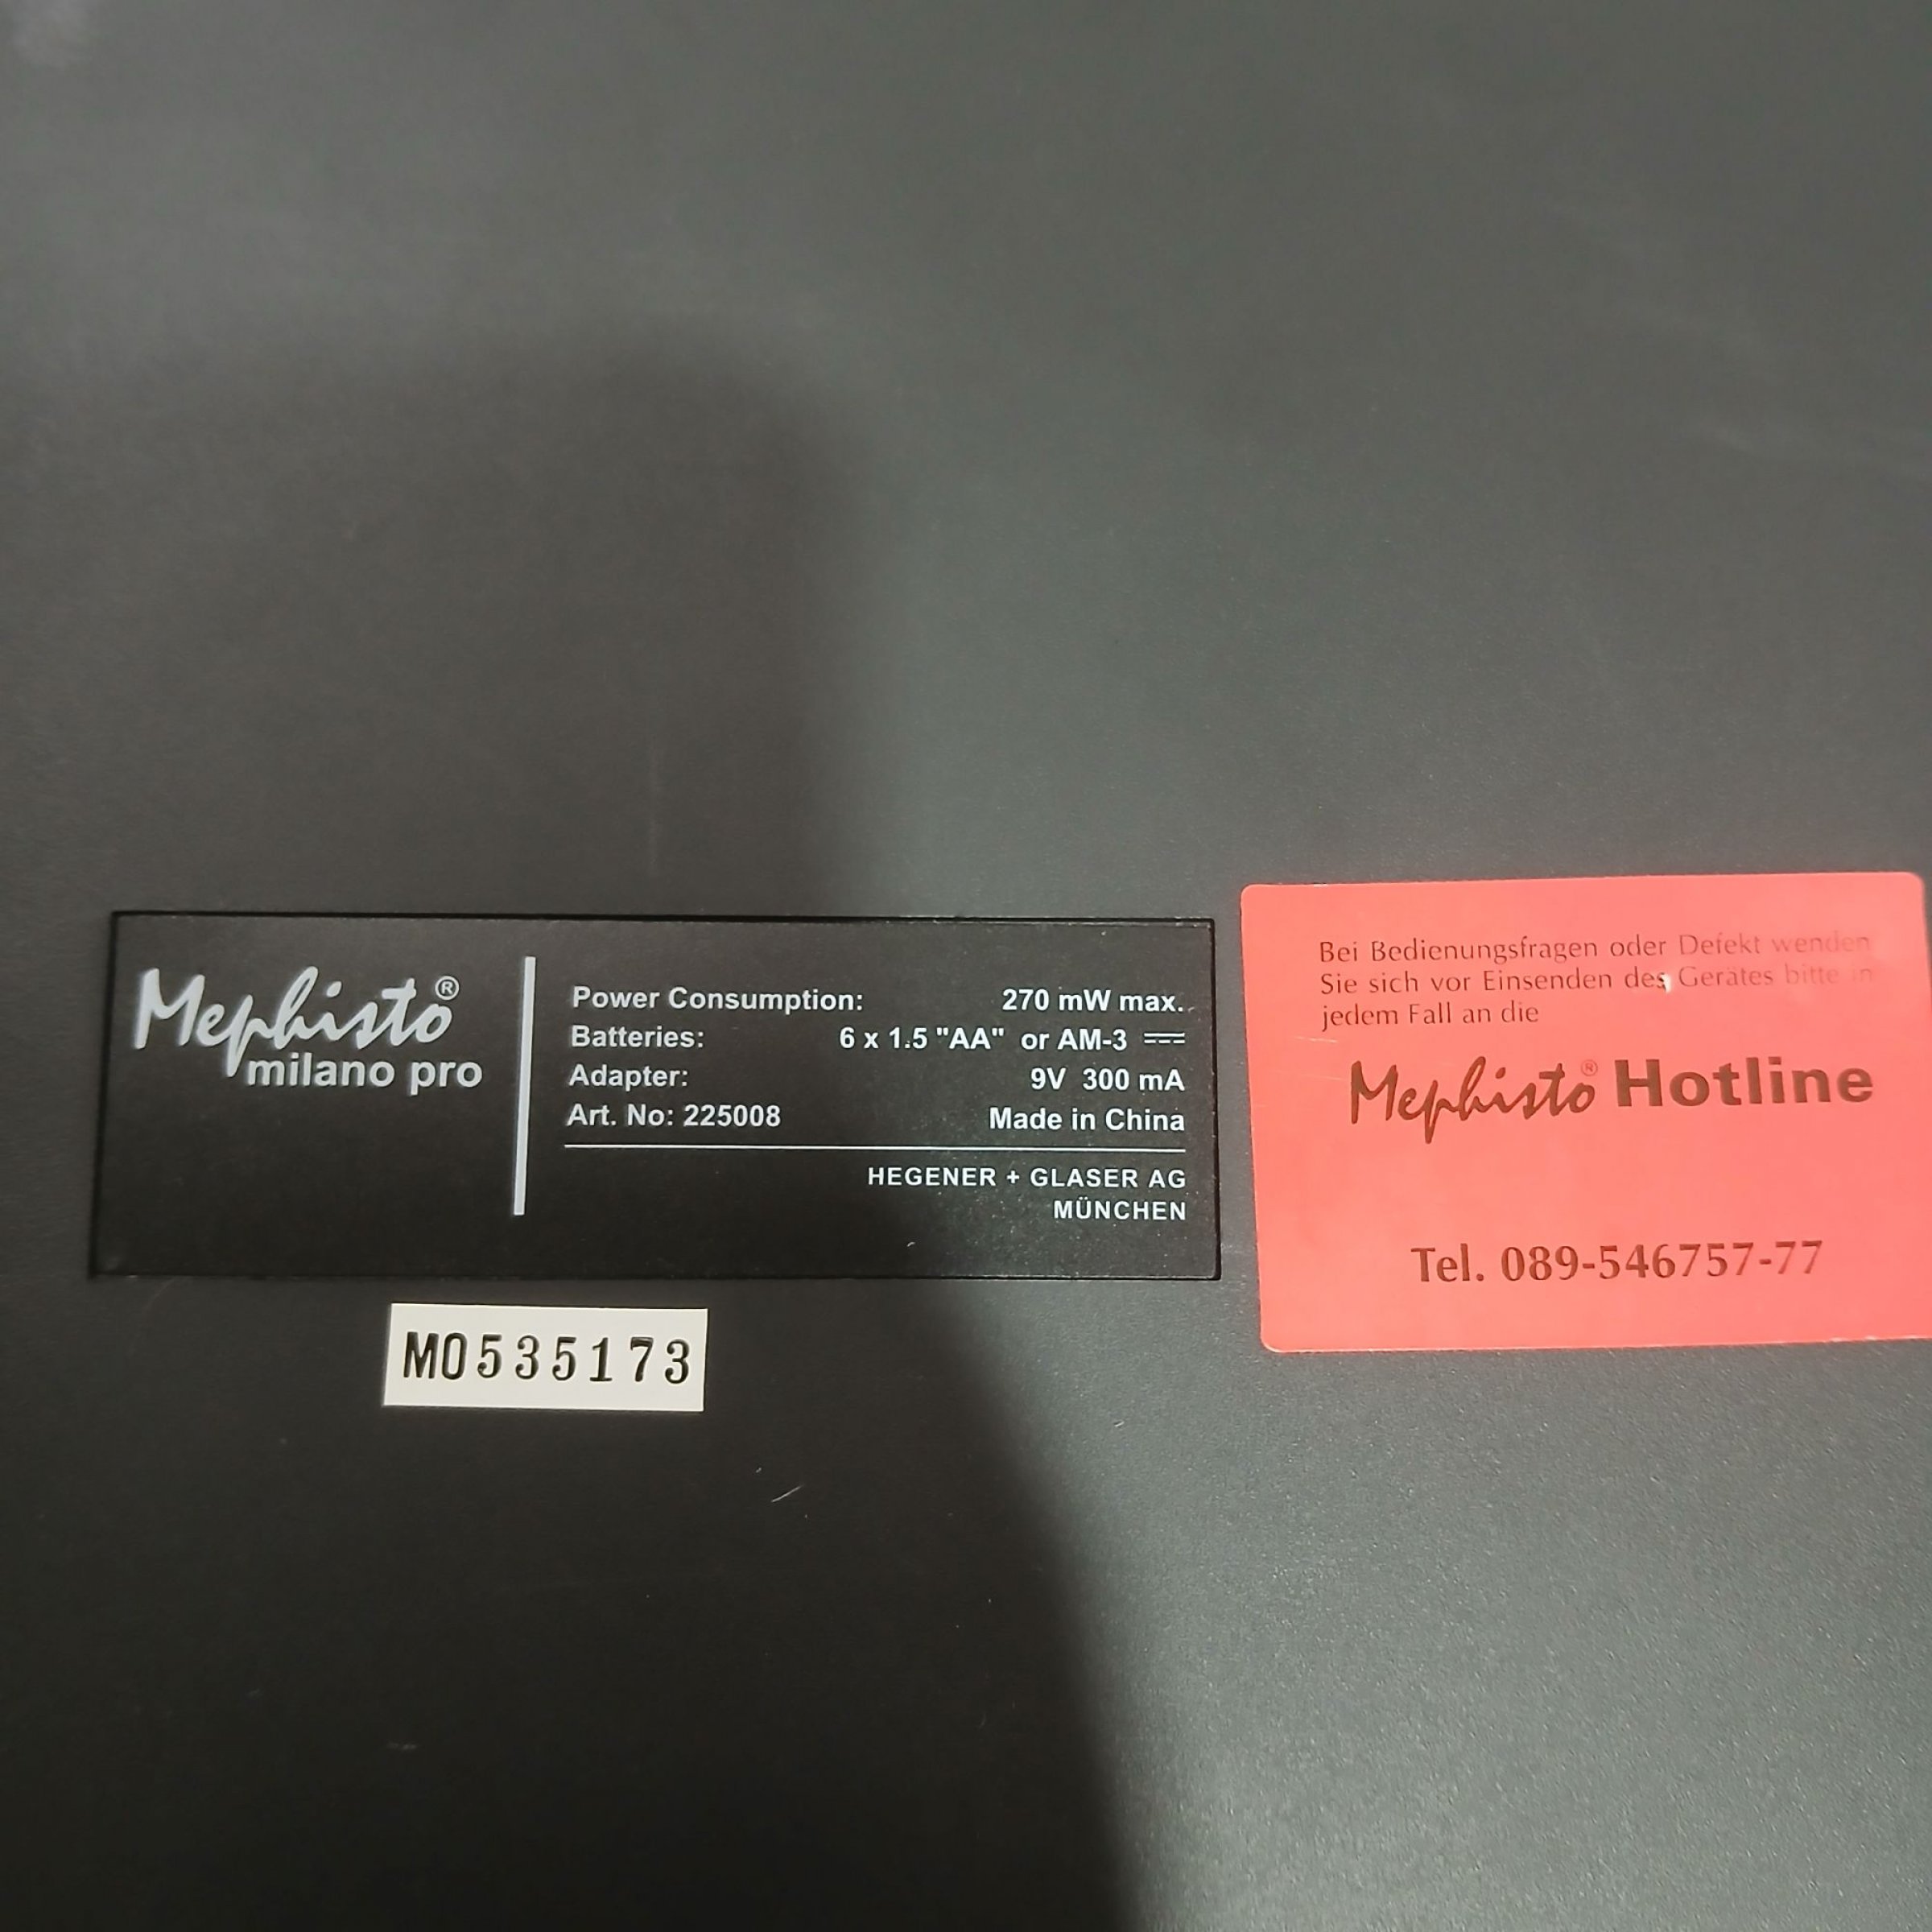 Mephisto®
milano pro
Power Consumption: 270 mW max.
Batteries: 6 x 1.5 "AA" or AM-3 ⎓
Adapter: 9V 300 mA
Art. No: 225008 Made in China
HEGENER + GLASER AG
MÜNCHEN
M0535173
Bei Bedienungsfragen oder Defekt wenden
Sie sich vor Einsenden des Gerätes bitte in
jedem Fall an die
Mephisto® Hotline
Tel. 089-546757-77